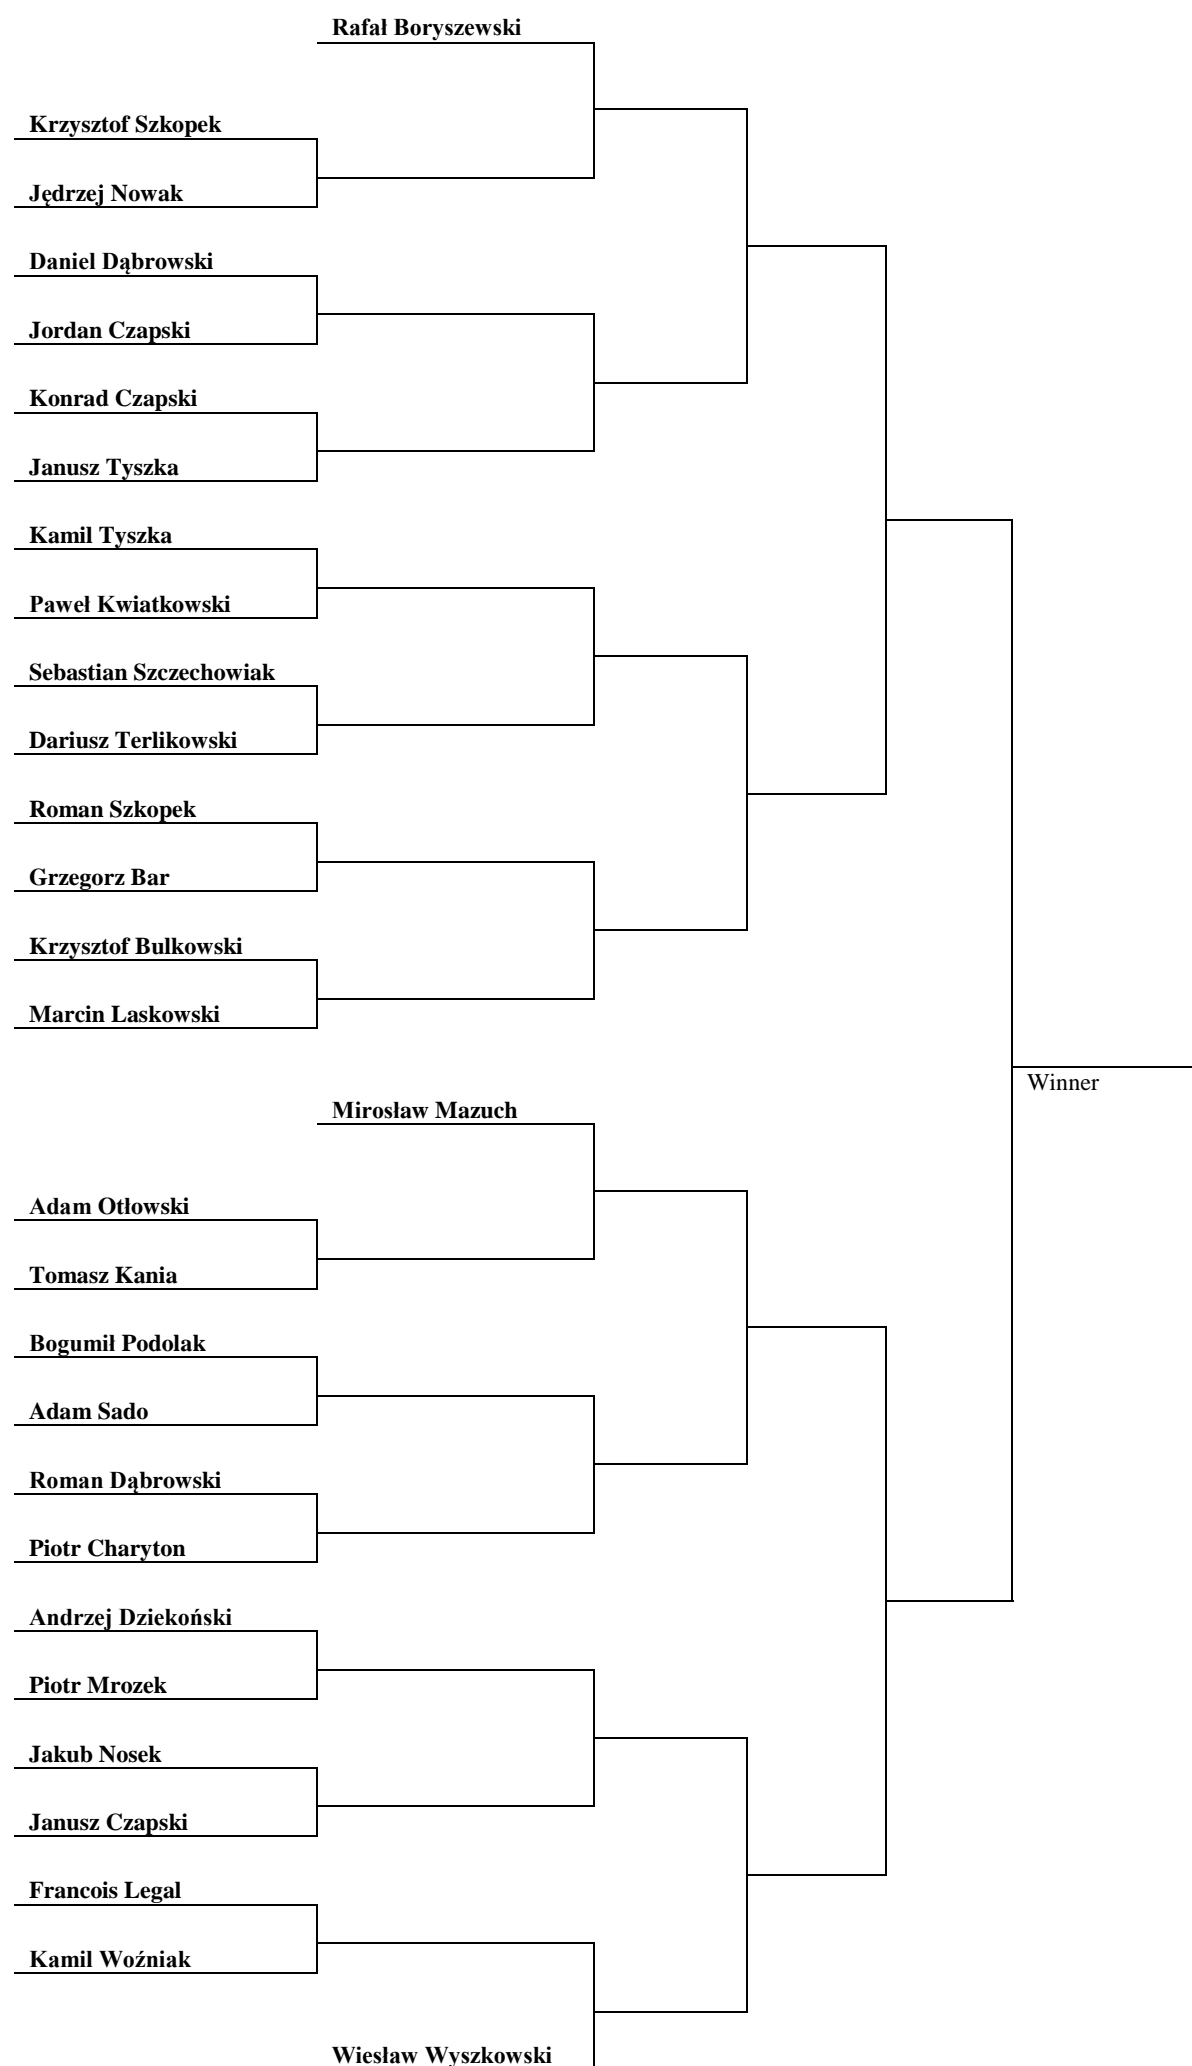 Rafał Boryszewski
Krzysztof Szkopek
Jędrzej Nowak
Daniel Dąbrowski
Jordan Czapski
Konrad Czapski
Janusz Tyszka
Kamil Tyszka
Paweł Kwiatkowski
Sebastian Szczechowiak
Dariusz Terlikowski
Roman Szkopek
Grzegorz Bar
Krzysztof Bulkowski
Marcin Laskowski
Winner
Mirosław Mazuch
Adam Otłowski
Tomasz Kania
Bogumił Podolak
Adam Sado
Roman Dąbrowski
Piotr Charyton
Andrzej Dziekoński
Piotr Mrozek
Jakub Nosek
Janusz Czapski
Francois Legal
Kamil Woźniak
Wiesław Wyszkowski